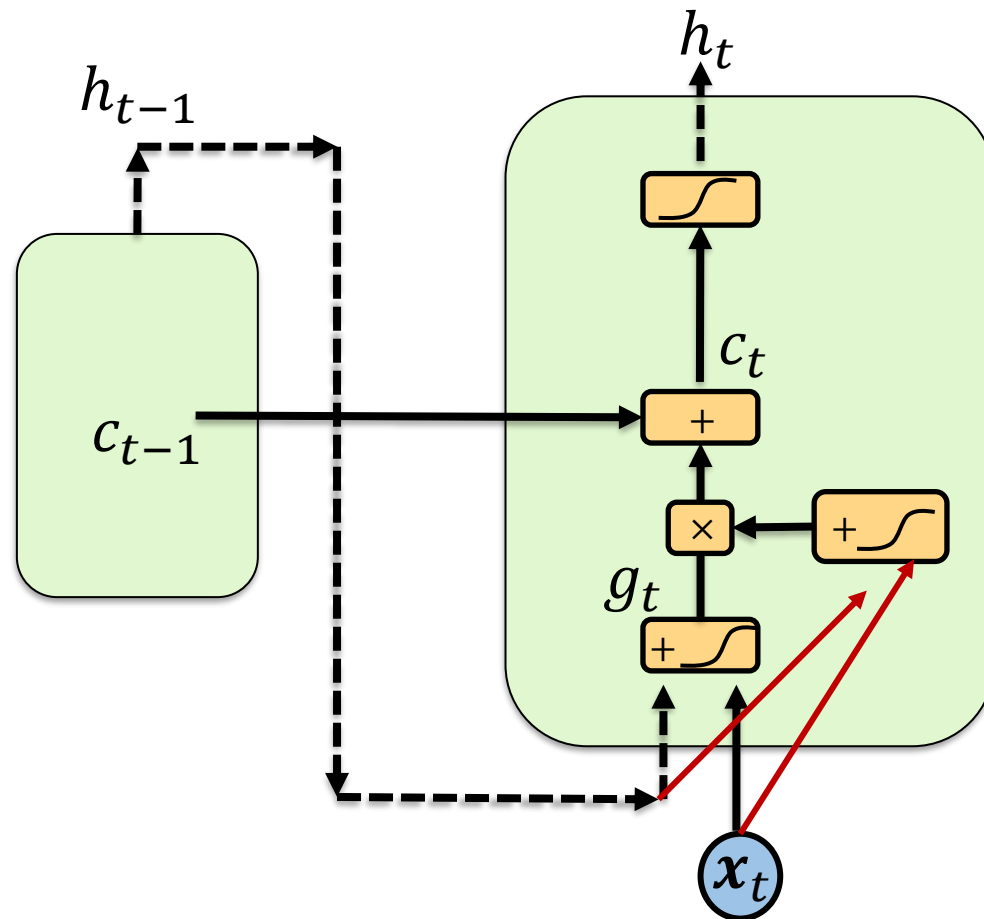 h_t
h_{t−1}
c_t
+
c_{t−1}
×
+
g_t
+
x_t